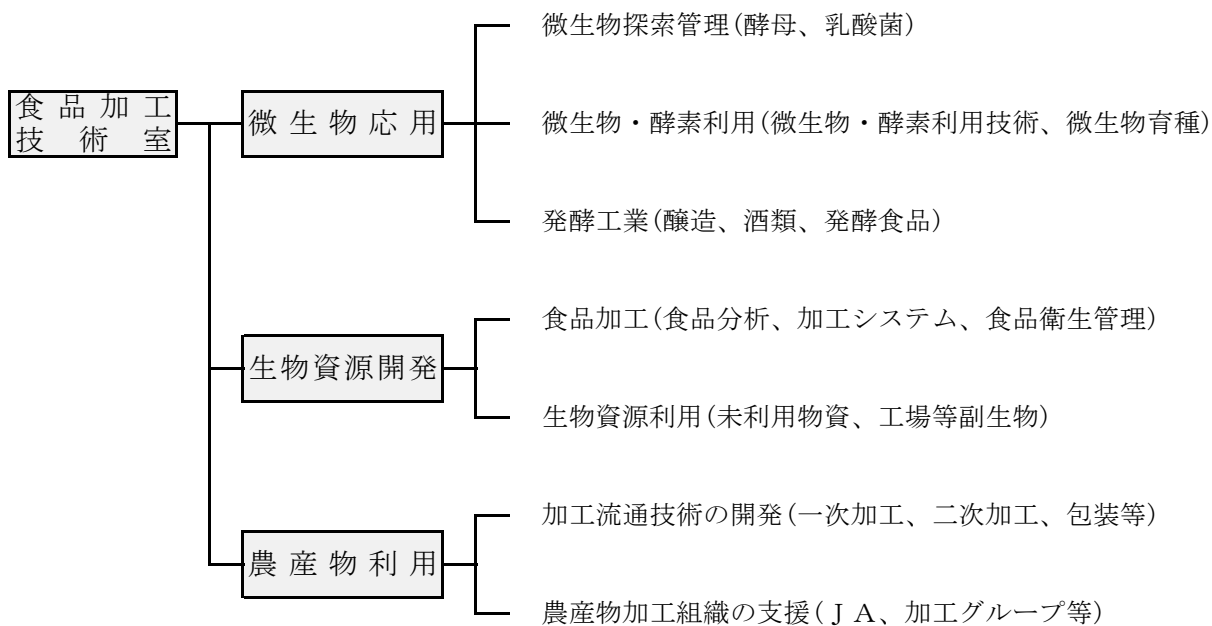 食品加工
技術室
微生物応用
微生物探索管理(酵母、乳酸菌)
微生物・酵素利用(微生物・酵素利用技術、微生物育種)
発酵工業(醸造、酒類、発酵食品)
生物資源開発
食品加工(食品分析、加工システム、食品衛生管理)
生物資源利用(未利用物資、工場等副生物)
農産物利用
加工流通技術の開発(一次加工、二次加工、包装等)
農産物加工組織の支援(JA、加工グループ等)